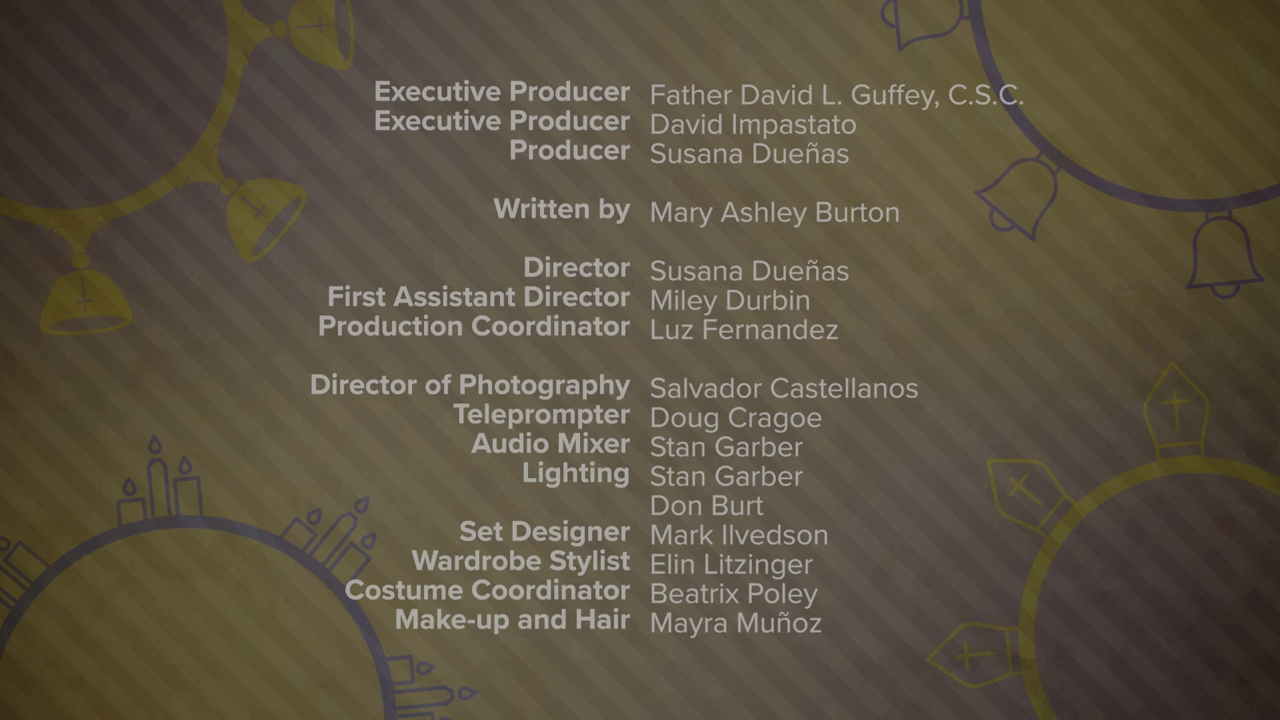 Executive Producer Father David L. Guffey, C.S.C.
Executive Producer David Impastato
Producer Susana Dueñas
Written by Mary Ashley Burton
Director Susana Dueñas
First Assistant Director Miley Durbin
Production Coordinator Luz Fernandez
Director of Photography Salvador Castellanos
Teleprompter Doug Cragoe
Audio Mixer Stan Garber
Lighting Stan Garber
Don Burt
Set Designer Mark Ilvedson
Wardrobe Stylist Elin Litzinger
Costume Coordinator Beatrix Poley
Make-up and Hair Mayra Muñoz